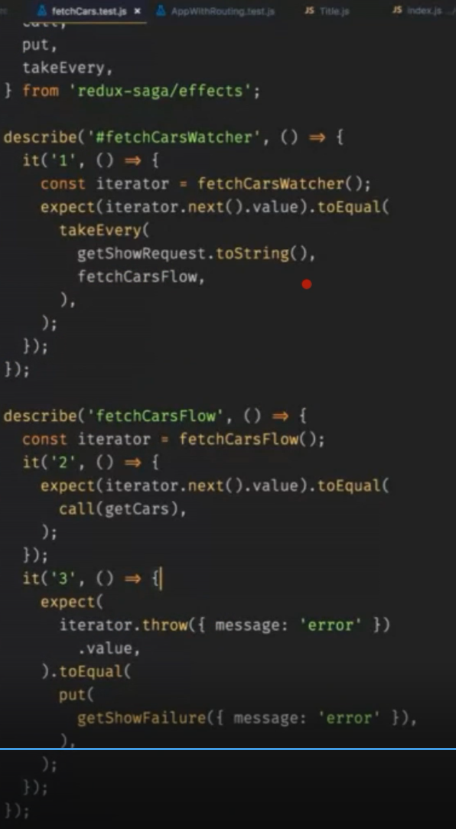 fetchCars.test.js × AppWithRouting.test.js JS Title.js JS index.js
call,
put,
takeEvery,
} from 'redux-saga/effects';
describe('#fetchCarsWatcher', () => {
it('1', () => {
const iterator = fetchCarsWatcher();
expect(iterator.next().value).toEqual(
takeEvery(
getShowRequest.toString(),
fetchCarsFlow,
),
);
});
});
describe('fetchCarsFlow', () => {
const iterator = fetchCarsFlow();
it('2', () => {
expect(iterator.next().value).toEqual(
call(getCars),
);
});
it('3', () => {
expect(
iterator.throw({ message: 'error' })
.value,
).toEqual(
put(
getShowFailure({ message: 'error' }),
),
);
});
});